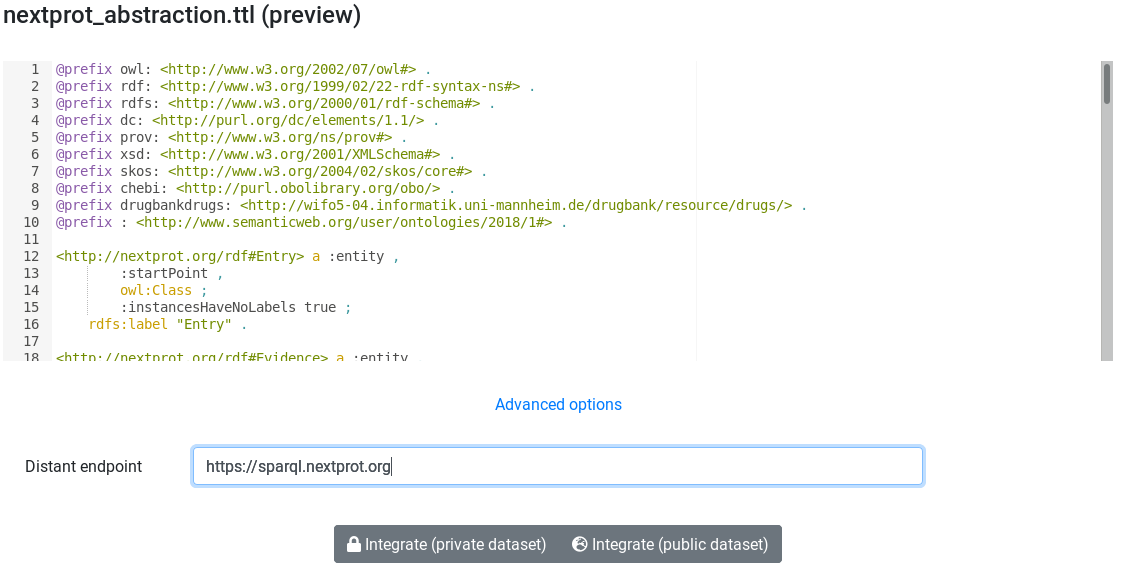 nextprot_abstraction.ttl (preview)
1 @prefix owl: <http://www.w3.org/2002/07/owl#> .
2 @prefix rdf: <http://www.w3.org/1999/02/22-rdf-syntax-ns#> .
3 @prefix rdfs: <http://www.w3.org/2000/01/rdf-schema#> .
4 @prefix dc: <http://purl.org/dc/elements/1.1/> .
5 @prefix prov: <http://www.w3.org/ns/prov#> .
6 @prefix xsd: <http://www.w3.org/2001/XMLSchema#> .
7 @prefix skos: <http://www.w3.org/2004/02/skos/core#> .
8 @prefix chebi: <http://purl.obolibrary.org/obo/> .
9 @prefix drugbankdrugs: <http://wifo5-04.informatik.uni-mannheim.de/drugbank/resource/drugs/> .
10 @prefix : <http://www.semanticweb.org/user/ontologies/2018/1#> .
11
12 <http://nextprot.org/rdf#Entry> a :entity ,
13 :startPoint ,
14 owl:Class ;
15 :instancesHaveNoLabels true ;
16 rdfs:label "Entry" .
17
18 <http://nextprot.org/rdf#Evidence> a :entity ,
Advanced options
Distant endpoint https://sparql.nextprot.org
Integrate (private dataset) Integrate (public dataset)